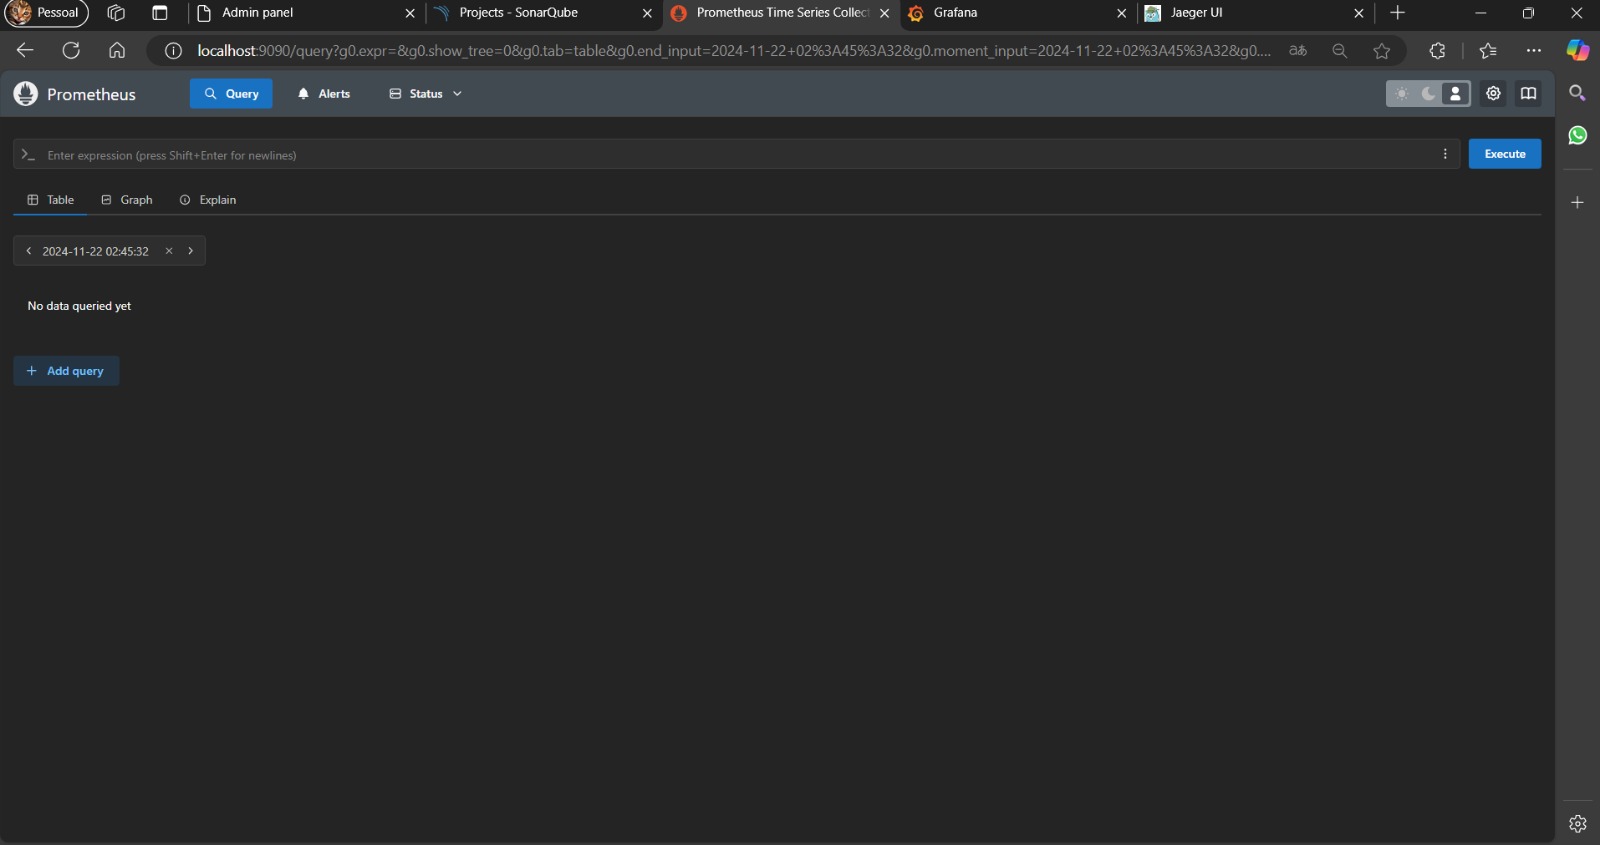 Pessoal
Admin panel
Projects - SonarQube
Prometheus Time Series Collect
Grafana
Jaeger UI
localhost:9090/query?g0.expr=&g0.show_tree=0&g0.tab=table&g0.end_input=2024-11-22+02%3A45%3A32&g0.moment_input=2024-11-22+02%3A45%3A32&g0....
aあ
Prometheus
Query
Alerts
Status
Enter expression (press Shift+Enter for newlines)
Execute
Table
Graph
Explain
2024-11-22 02:45:32
No data queried yet
Add query